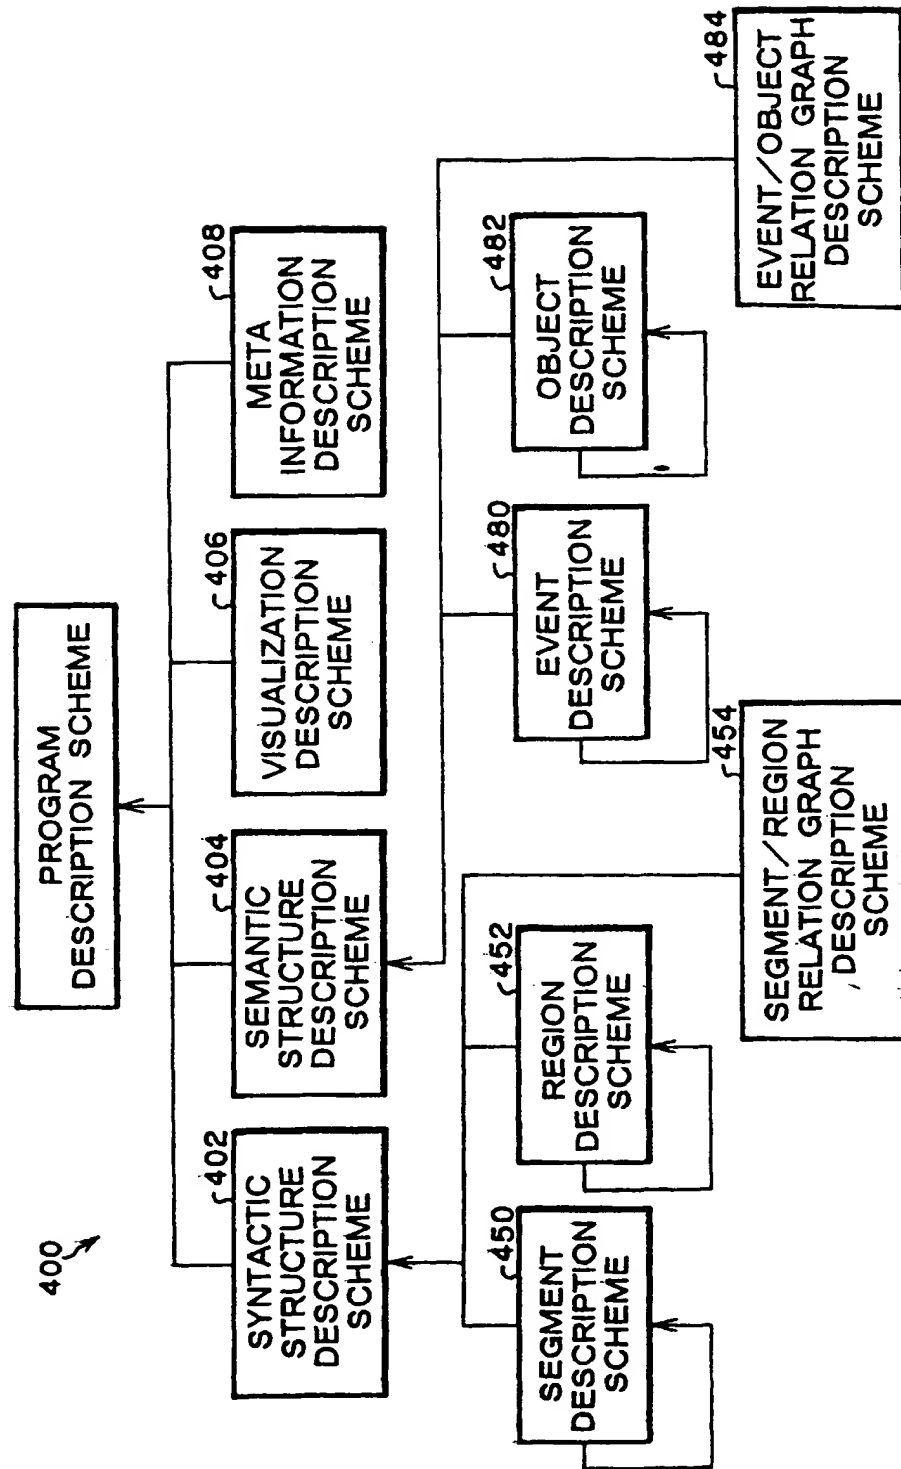 400
PROGRAM
DESCRIPTION SCHEME
402
SYNTACTIC
STRUCTURE
DESCRIPTION
SCHEME
404
SEMANTIC
STRUCTURE
DESCRIPTION
SCHEME
406
VISUALIZATION
DESCRIPTION
SCHEME
408
META
INFORMATION
DESCRIPTION
SCHEME
450
SEGMENT
DESCRIPTION
SCHEME
452
REGION
DESCRIPTION
SCHEME
454
SEGMENT/REGION
RELATION GRAPH
DESCRIPTION
SCHEME
480
EVENT
DESCRIPTION
SCHEME
482
OBJECT
DESCRIPTION
SCHEME
484
EVENT/OBJECT
RELATION GRAPH
DESCRIPTION
SCHEME